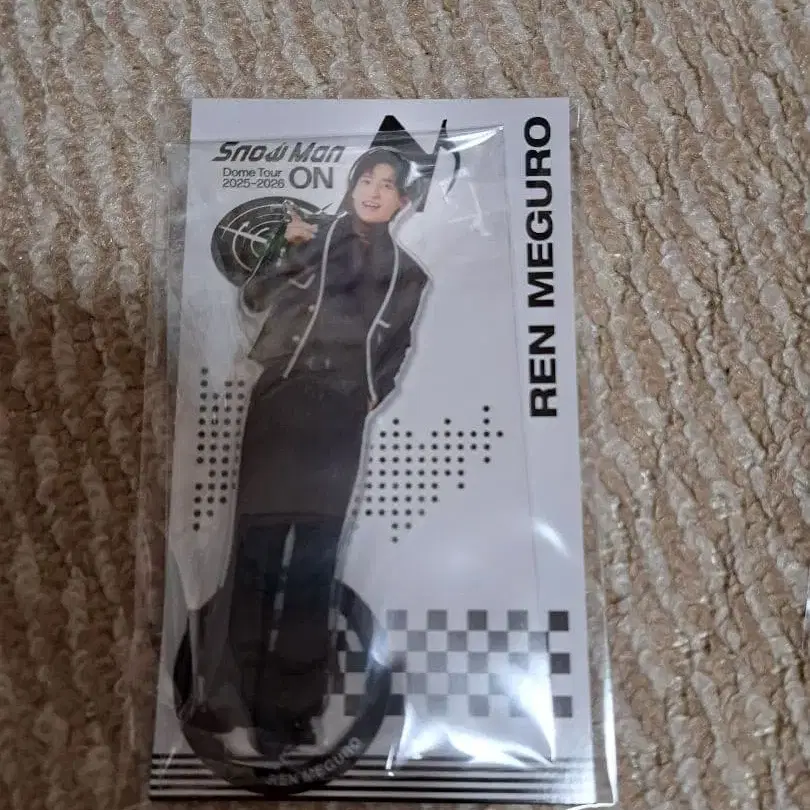 Snow Man
Dome Tour
2025-2026 ON
REN MEGURO
REN MEGURO